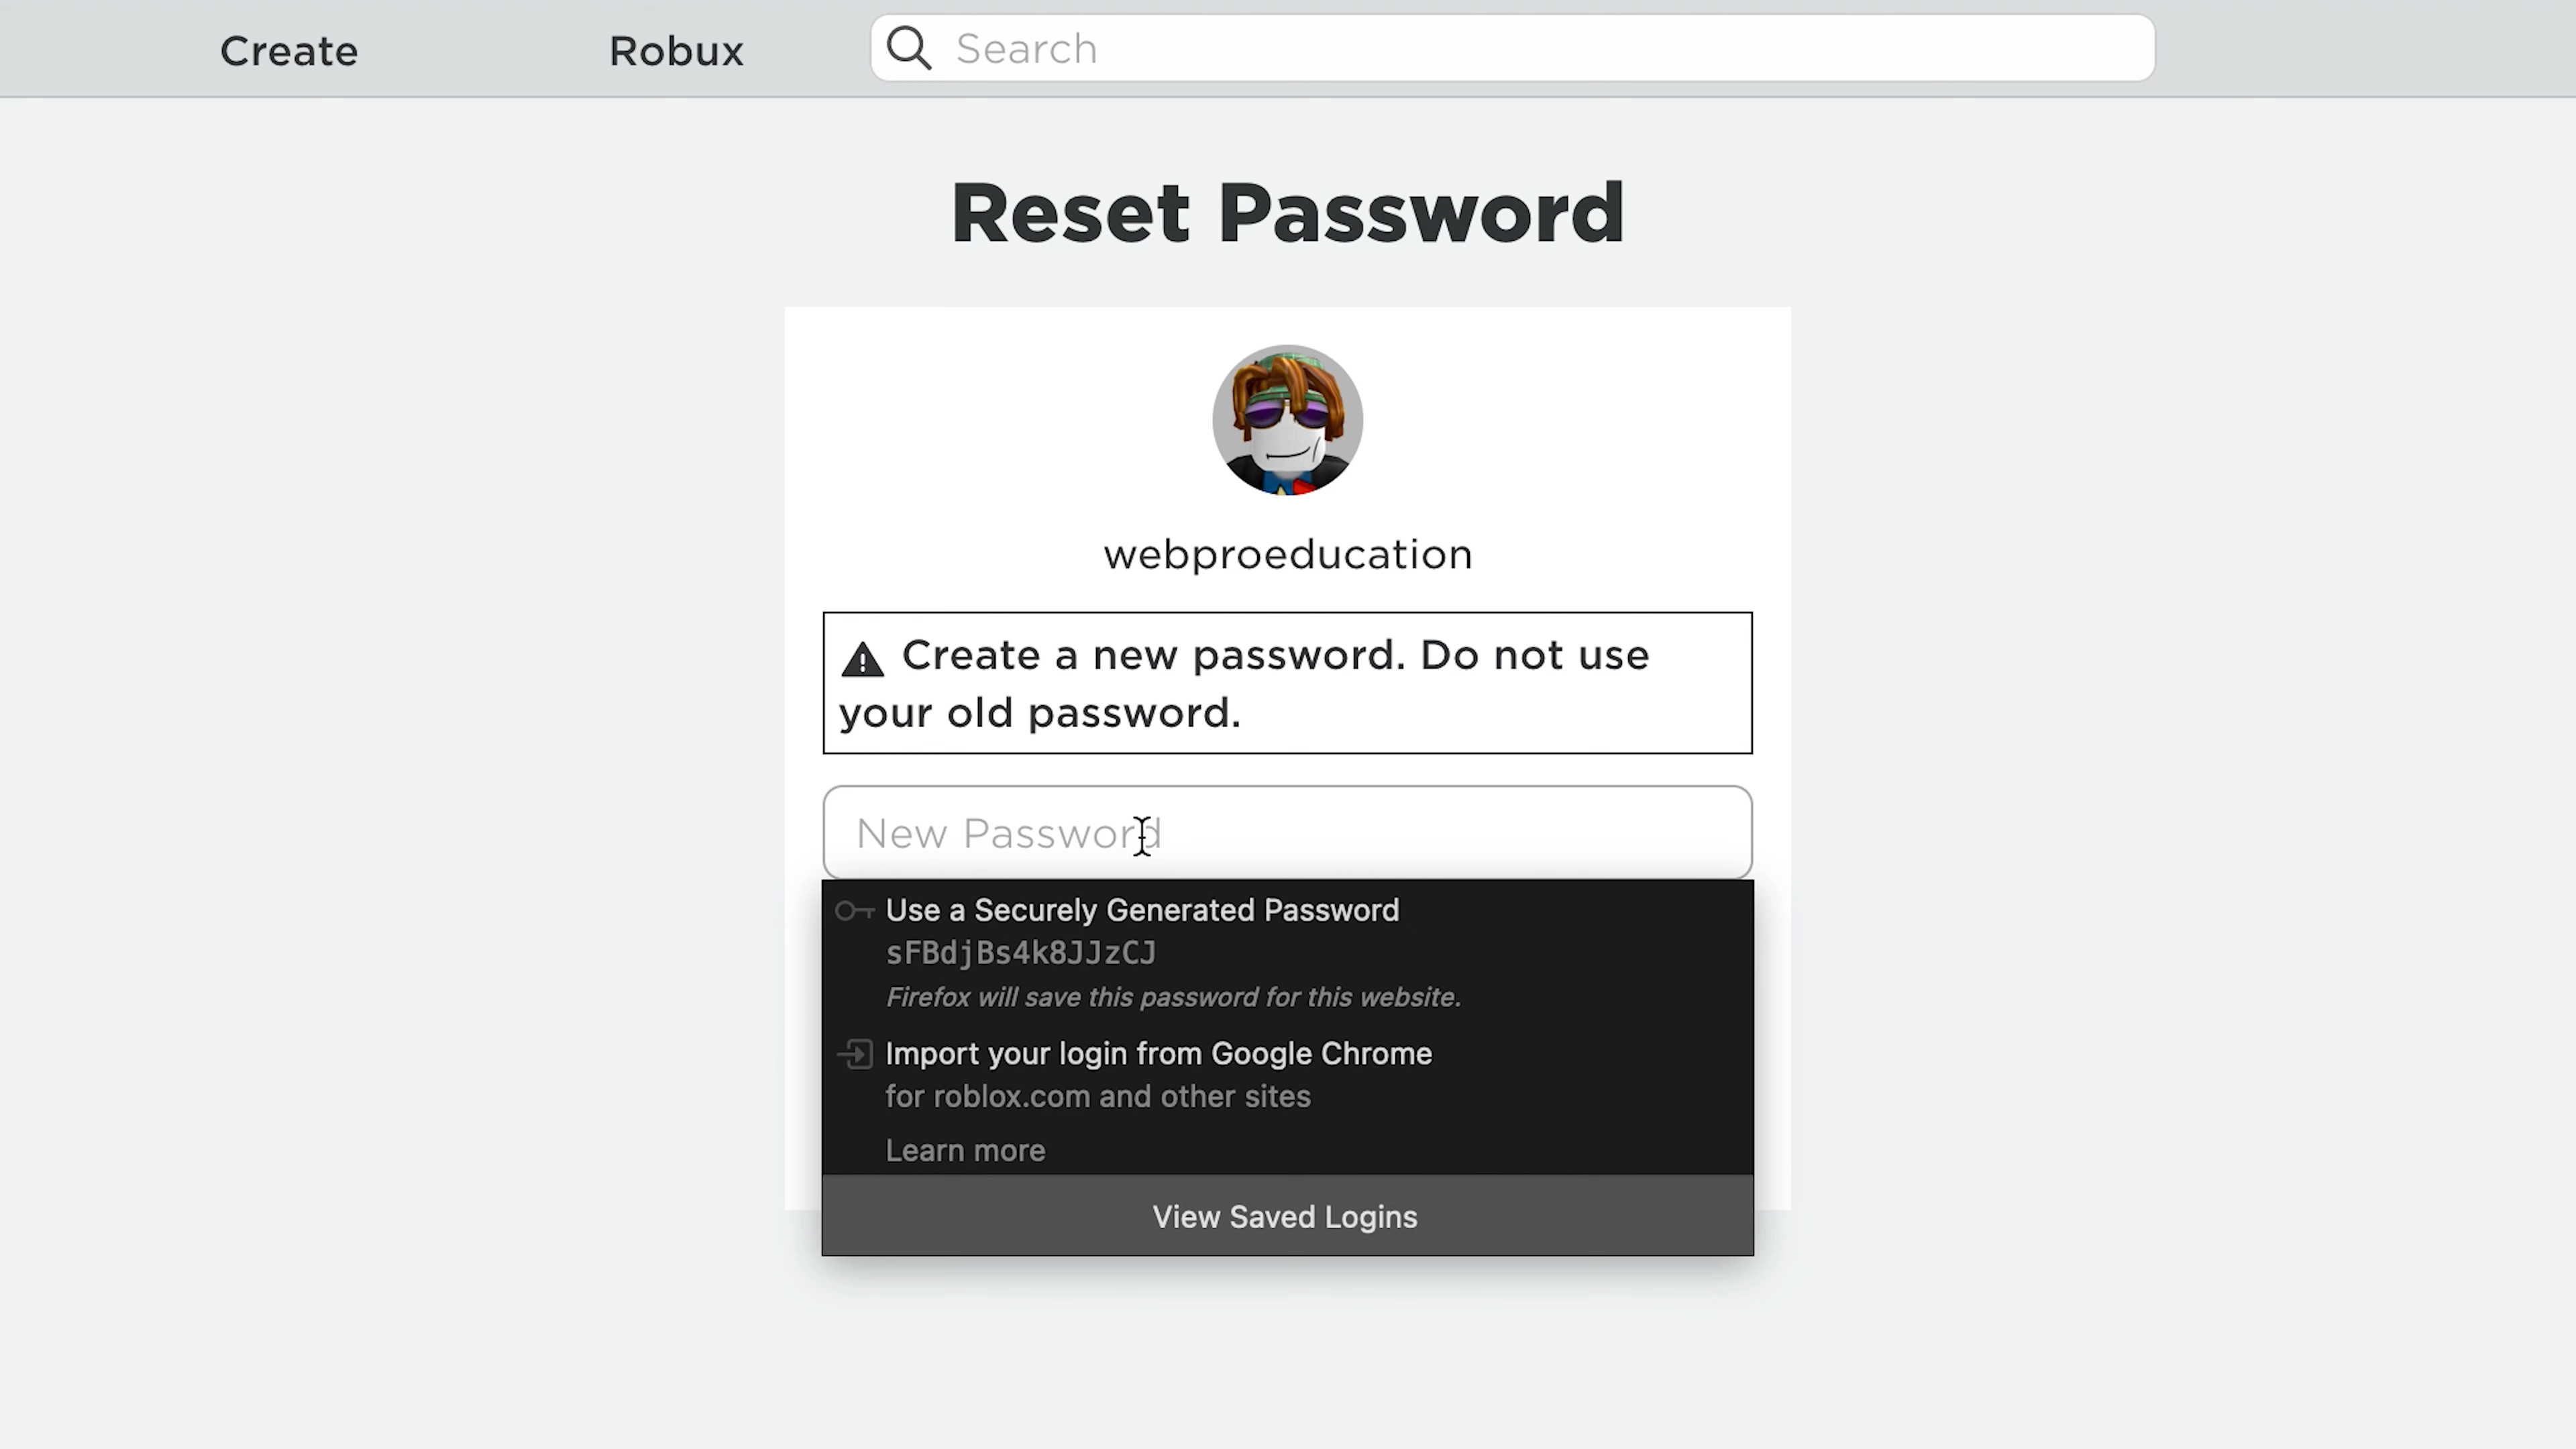 Create Robux Search
Reset Password
webproeducation
Create a new password. Do not use
your old password.
New Password
Use a Securely Generated Password
sFBdjBs4k8JJzCJ
Firefox will save this password for this website.
Import your login from Google Chrome
for roblox.com and other sites
Learn more
View Saved Logins